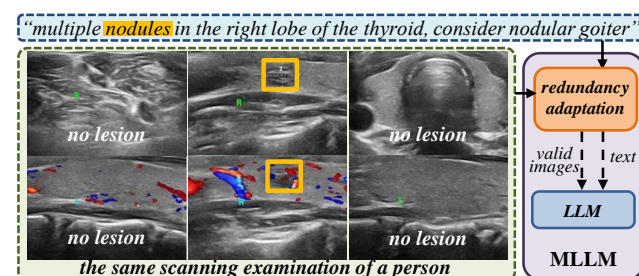 “multiple nodules in the right lobe of the thyroid, consider nodular goiter”
R
R
no lesion
no lesion
redundancy
adaptation
valid
images
text
no lesion
no lesion
LLM
MLLM
the same scanning examination of a person